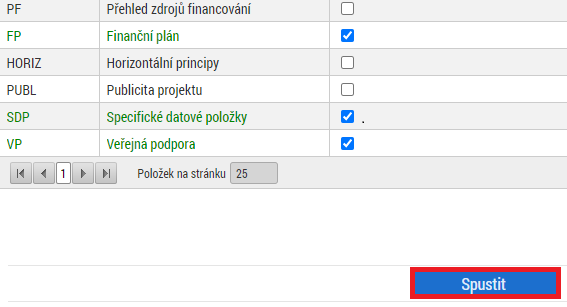 PF Přehled zdrojů financování
FP Finanční plán
HORIZ Horizontální principy
PUBL Publicita projektu
SDP Specifické datové položky .
VP Veřejná podpora
1 Položek na stránku 25
Spustit